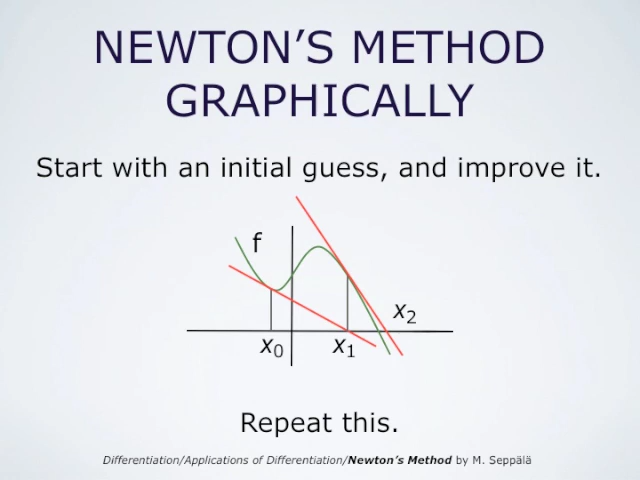 NEWTON’S METHOD
GRAPHICALLY
Start with an initial guess, and improve it.
f
x2
x0
x1
Repeat this.
Differentiation/Applications of Differentiation/Newton’s Method by M. Seppälä